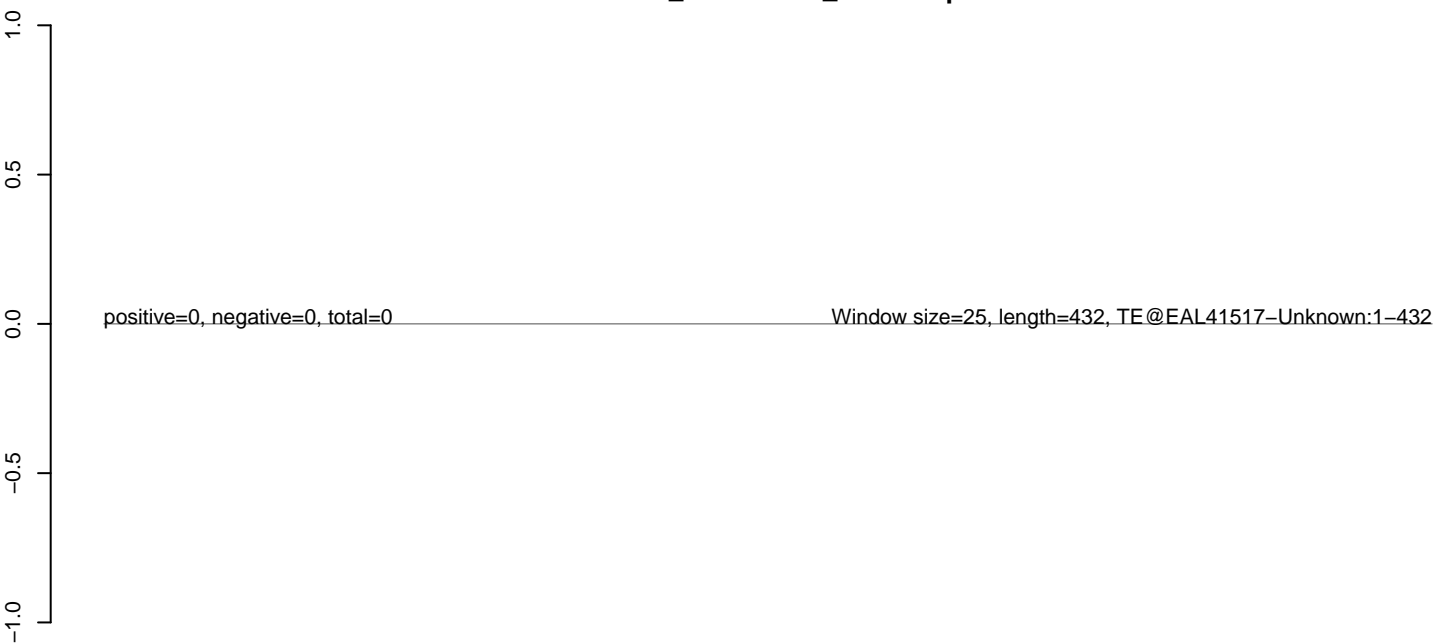 1.0
0.5
0.0
−0.5
−1.0
positive=0, negative=0, total=0
Window size=25, length=432, TE@EAL41517−Unknown:1−432